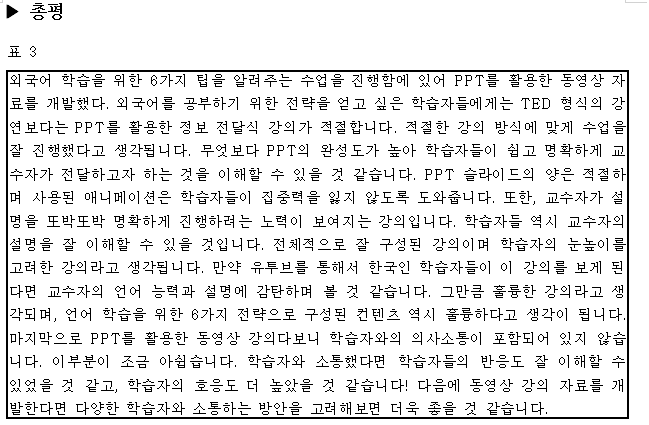 ▶ 총평
표 3
외국어 학습을 위한 6가지 팁을 알려주는 수업을 진행함에 있어 PPT를 활용한 동영상 자
료를 개발했다. 외국어를 공부하기 위한 전략을 얻고 싶은 학습자들에게는 TED 형식의 강
연보다는 PPT를 활용한 정보 전달식 강의가 적절합니다. 적절한 강의 방식에 맞게 수업을
잘 진행했다고 생각됩니다. 무엇보다 PPT의 완성도가 높아 학습자들이 쉽고 명확하게 교
수자가 전달하고자 하는 것을 이해할 수 있을 것 같습니다. PPT 슬라이드의 양은 적절하
며 사용된 애니메이션은 학습자들이 집중력을 잃지 않도록 도와줍니다. 또한, 교수자가 설
명을 또박또박 명확하게 진행하려는 노력이 보여지는 강의입니다. 학습자들 역시 교수자의
설명을 잘 이해할 수 있을 것입니다. 전체적으로 잘 구성된 강의이며 학습자의 눈높이를
고려한 강의라고 생각됩니다. 만약 유투브를 통해서 한국인 학습자들이 이 강의를 보게 된
다면 교수자의 언어 능력과 설명에 감탄하며 볼 것 같습니다. 그만큼 훌륭한 강의라고 생
각되며, 언어 학습을 위한 6가지 전략으로 구성된 컨텐츠 역시 훌륭하다고 생각이 됩니다.
마지막으로 PPT를 활용한 동영상 강의다보니 학습자와의 의사소통이 포함되어 있지 않습
니다. 이부분이 조금 아쉽습니다. 학습자와 소통했다면 학습자들의 반응도 잘 이해할 수
있었을 것 같고, 학습자의 호응도 더 높았을 것 같습니다! 다음에 동영상 강의 자료를 개
발한다면 다양한 학습자와 소통하는 방안을 고려해보면 더욱 좋을 것 같습니다.